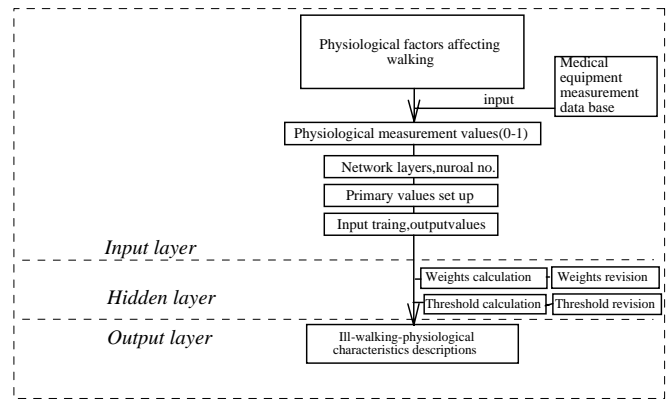 Physiological factors affecting
walking
Medical
equipment
measurement
data base
input
Physiological measurement values(0-1)
Network layers,nuroal no.
Primary values set up
Input traing,outputvalues
Input layer
Weights calculation
Weights revision
Hidden layer
Threshold calculation
Threshold revision
Output layer
Ill-walking-physiological
characteristics descriptions